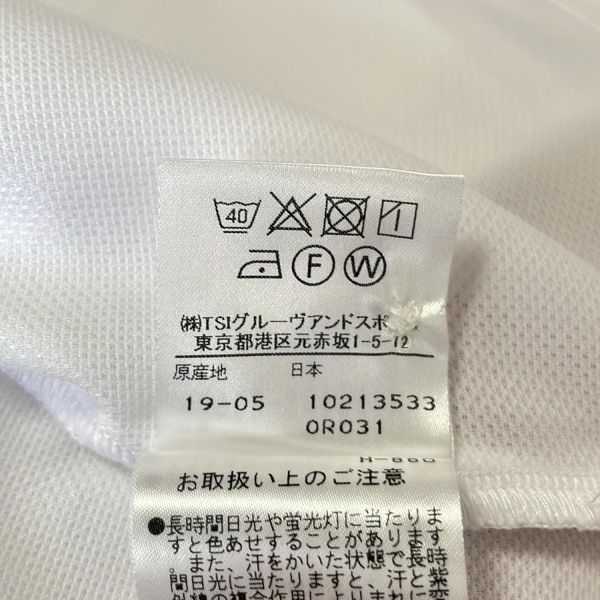 40
F W
㈱TSIグルーヴアンドスポ
東京都港区元赤坂1-5-12
原産地 日本
19-05 10213533
0R031
お取扱い上のご注意
●長時間日光や蛍光灯に当たります
と色あせすることがあります。
また、汗をかいた状態で長時
間日光に当たりますと、汗と紫